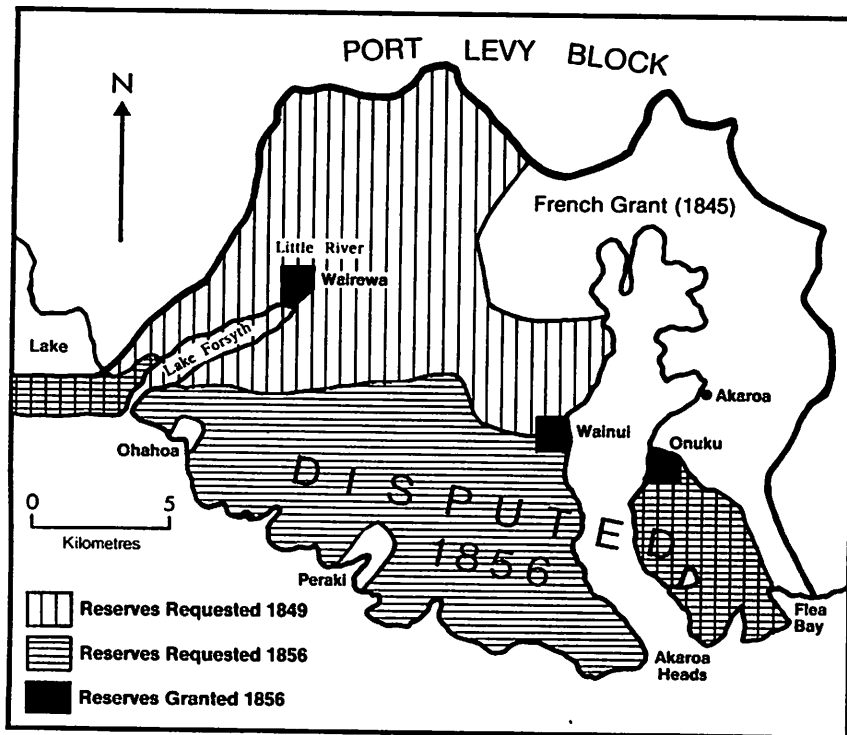 PORT LEVY BLOCK
N
French Grant (1845)
Little River
Wairewa
Lake Forsyth
Lake
Akaroa
Wainui
Onuku
Ohahoa
DISPUTED
1856
0 5
Kilometres
Peraki
Flea
Bay
Akaroa
Heads
Reserves Requested 1849
Reserves Requested 1856
Reserves Granted 1856